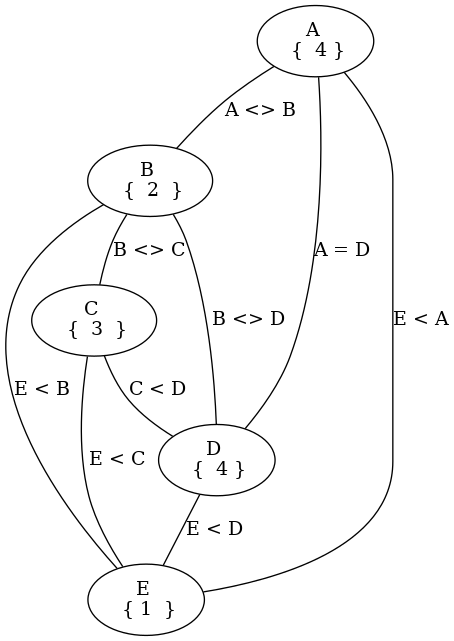 A
{ 4 }
A <> B
B
{ 2 }
B <> C
A = D
C
{ 3 }
B <> D
E < A
E < B
C < D
E < C
D
{ 4 }
E < D
E
{ 1 }